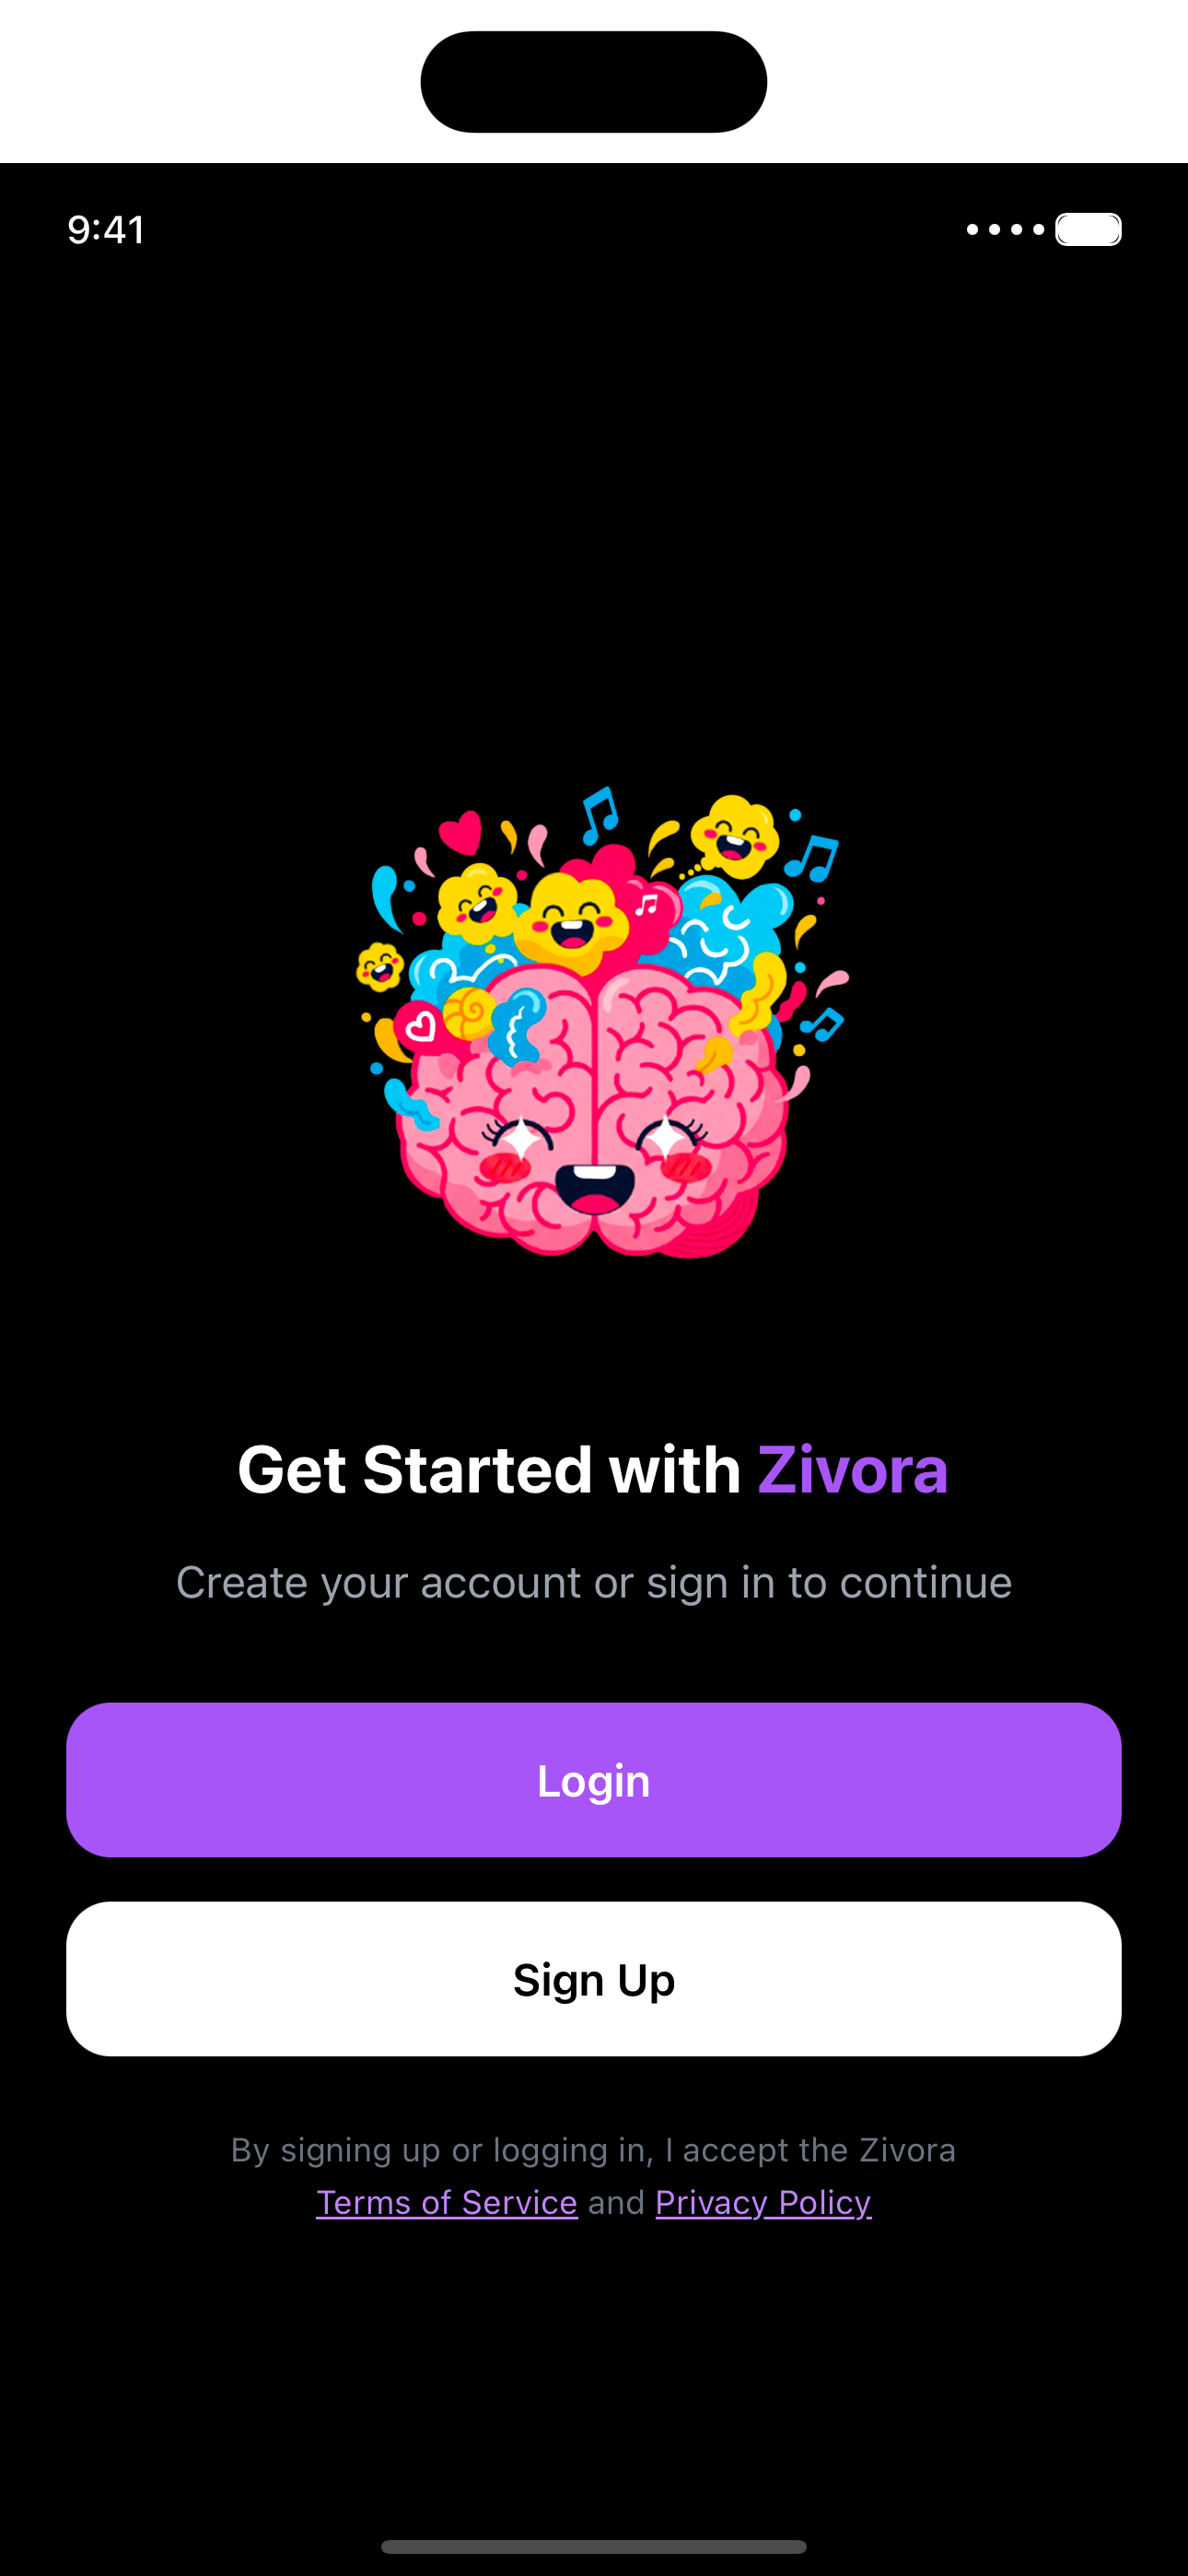 9:41
Get Started with Zivora
Create your account or sign in to continue
Login
Sign Up
By signing up or logging in, I accept the Zivora
Terms of Service and Privacy Policy